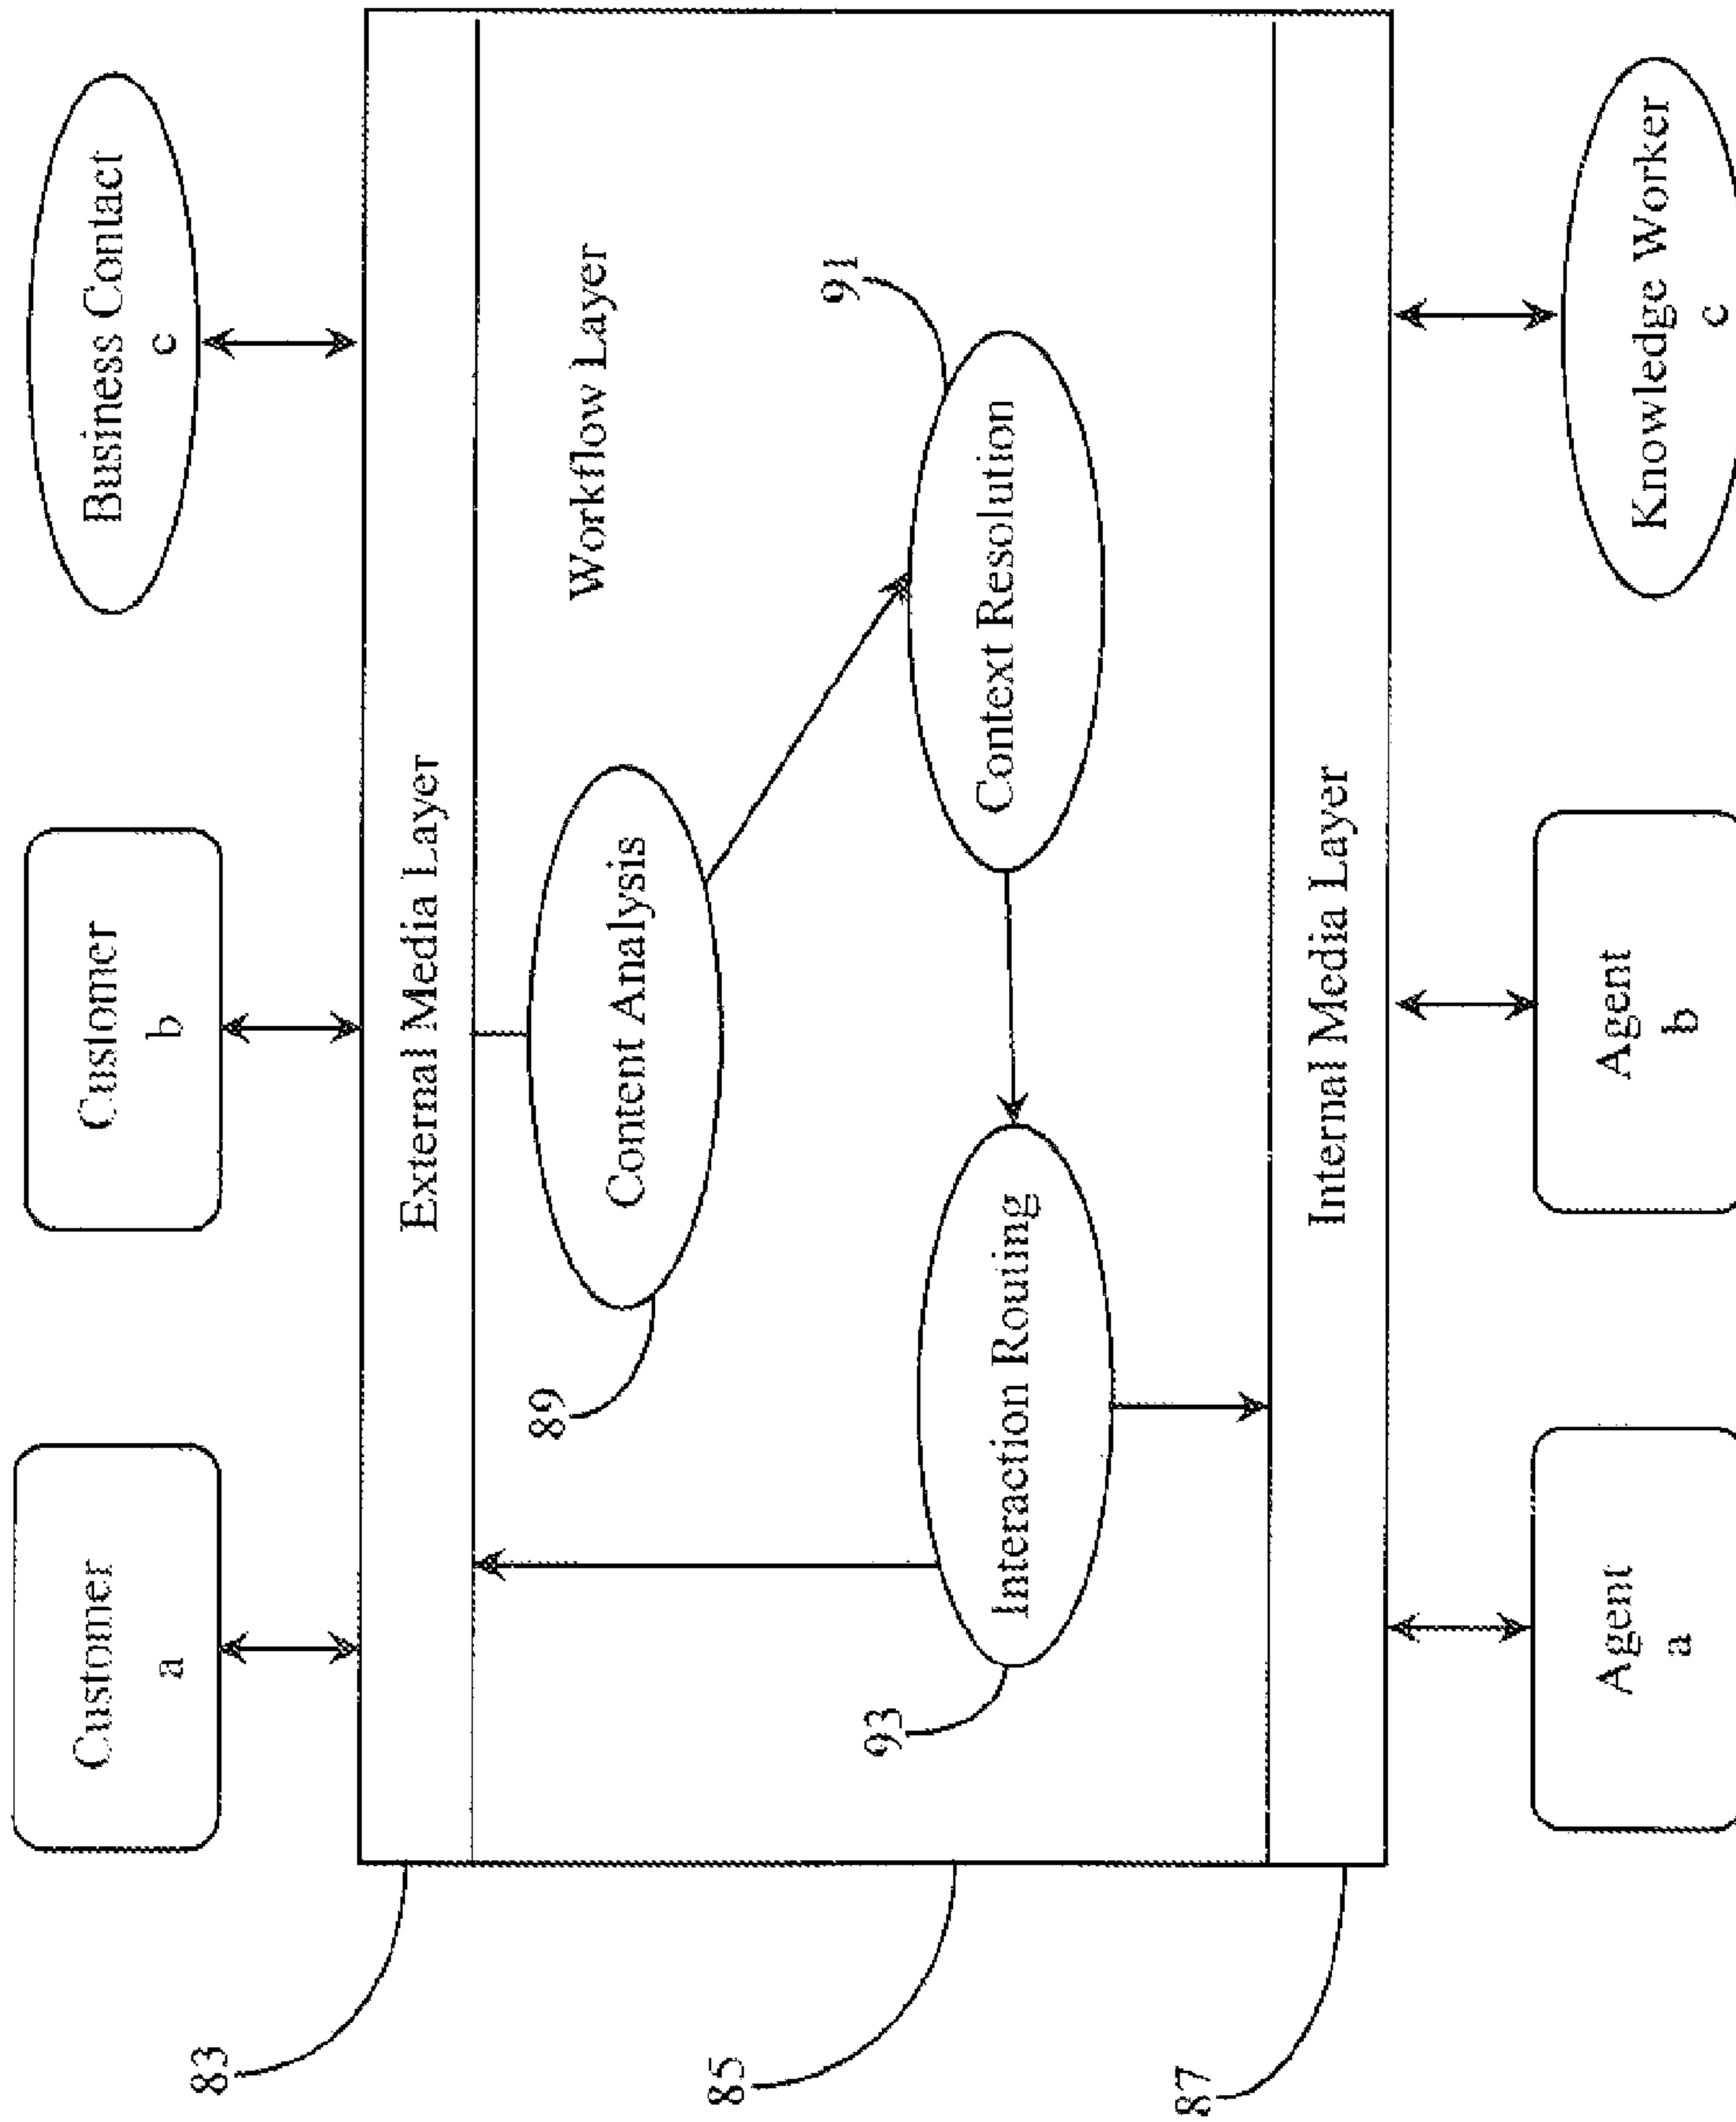 Customer
a
Customer
b
Business Contact
c
83
External Media Layer
Workflow Layer
89
Content Analysis
85
91
93
Interaction Rouing
Context Resolution
87
Internal Media Layer
Agent
a
Agent
b
Knowledge Worker
c